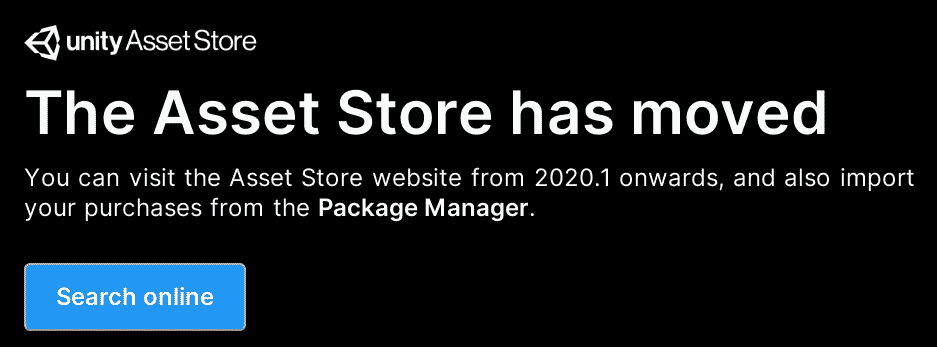 unity Asset Store
The Asset Store has moved
You can visit the Asset Store website from 2020.1 onwards, and also import
your purchases from the Package Manager.
Search online